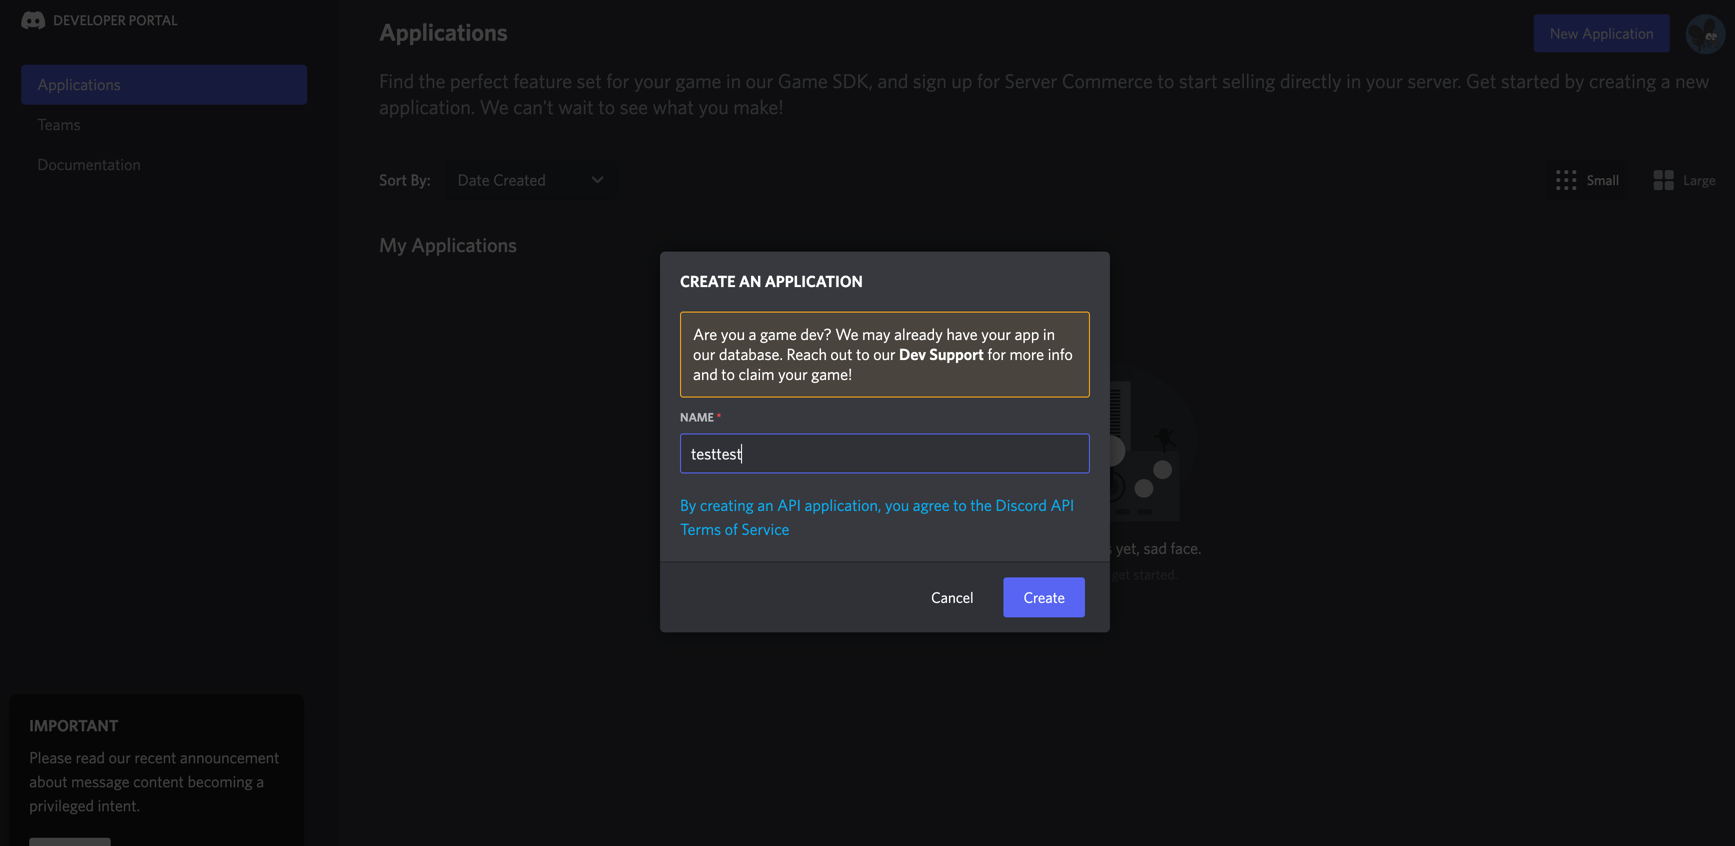 DEVELOPER PORTAL
Applications
Teams
Documentation
Applications
New Application
Find the perfect feature set for your game in our Game SDK, and sign up for Server Commerce to start selling directly in your server. Get started by creating a new
application. We can't wait to see what you make!
Sort By:
Date Created
Small
Large
My Applications
CREATE AN APPLICATION
Are you a game dev? We may already have your app in
our database. Reach out to our Dev Support for more info
and to claim your game!
NAME *
testtest
By creating an API application, you agree to the Discord API
Terms of Service
yet, sad face.
get started.
Cancel
Create
IMPORTANT
Please read our recent announcement
about message content becoming a
privileged intent.